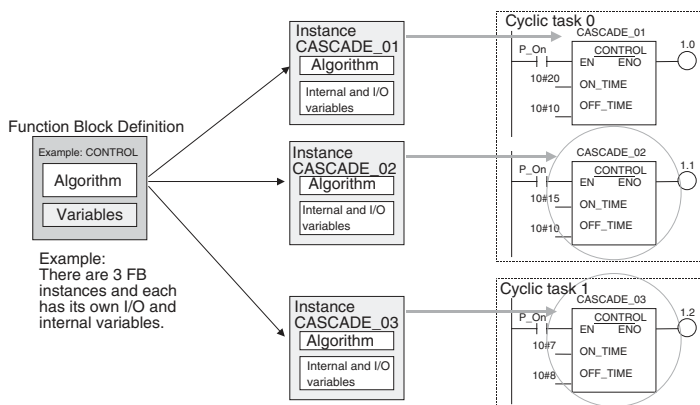 Function Block Definition
Example: CONTROL
Algorithm
Variables
Example:
There are 3 FB
instances and each
has its own I/O and
internal variables.
Instance
CASCADE_01
Algorithm
Internal and I/O
variables
Instance
CASCADE_02
Algorithm
Internal and I/O
variables
Instance
CASCADE_03
Algorithm
Internal and I/O
variables
Cyclic task 0
CASCADE_01
P_On
CONTROL
1.0
EN ENO
10#20
ON_TIME
10#10
OFF_TIME
CASCADE_02
P_On
CONTROL
1.1
EN ENO
10#15
ON_TIME
10#10
OFF_TIME
Cyclic task 1
CASCADE_03
P_On
CONTROL
1.2
EN ENO
10#7
ON_TIME
10#8
OFF_TIME